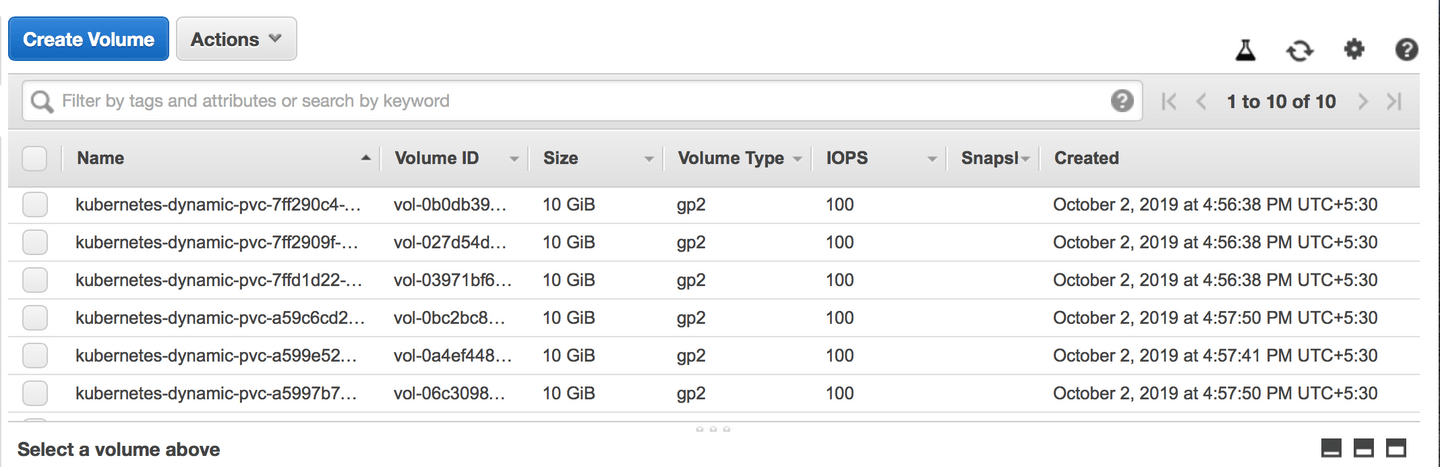 Create Volume Actions
Filter by tags and attributes or search by keyword 1 to 10 of 10
Name Volume ID Size Volume Type IOPS Snapsl Created
kubernetes-dynamic-pvc-7ff290c4-... vol-0b0db39... 10 GiB gp2 100 October 2, 2019 at 4:56:38 PM UTC+5:30
kubernetes-dynamic-pvc-7ff2909f-... vol-027d54d... 10 GiB gp2 100 October 2, 2019 at 4:56:38 PM UTC+5:30
kubernetes-dynamic-pvc-7ffd1d22-... vol-03971bf6... 10 GiB gp2 100 October 2, 2019 at 4:56:38 PM UTC+5:30
kubernetes-dynamic-pvc-a59c6cd2... vol-0bc2bc8... 10 GiB gp2 100 October 2, 2019 at 4:57:50 PM UTC+5:30
kubernetes-dynamic-pvc-a599e52... vol-0a4ef448... 10 GiB gp2 100 October 2, 2019 at 4:57:41 PM UTC+5:30
kubernetes-dynamic-pvc-a5997b7... vol-06c3098... 10 GiB gp2 100 October 2, 2019 at 4:57:50 PM UTC+5:30
Select a volume above